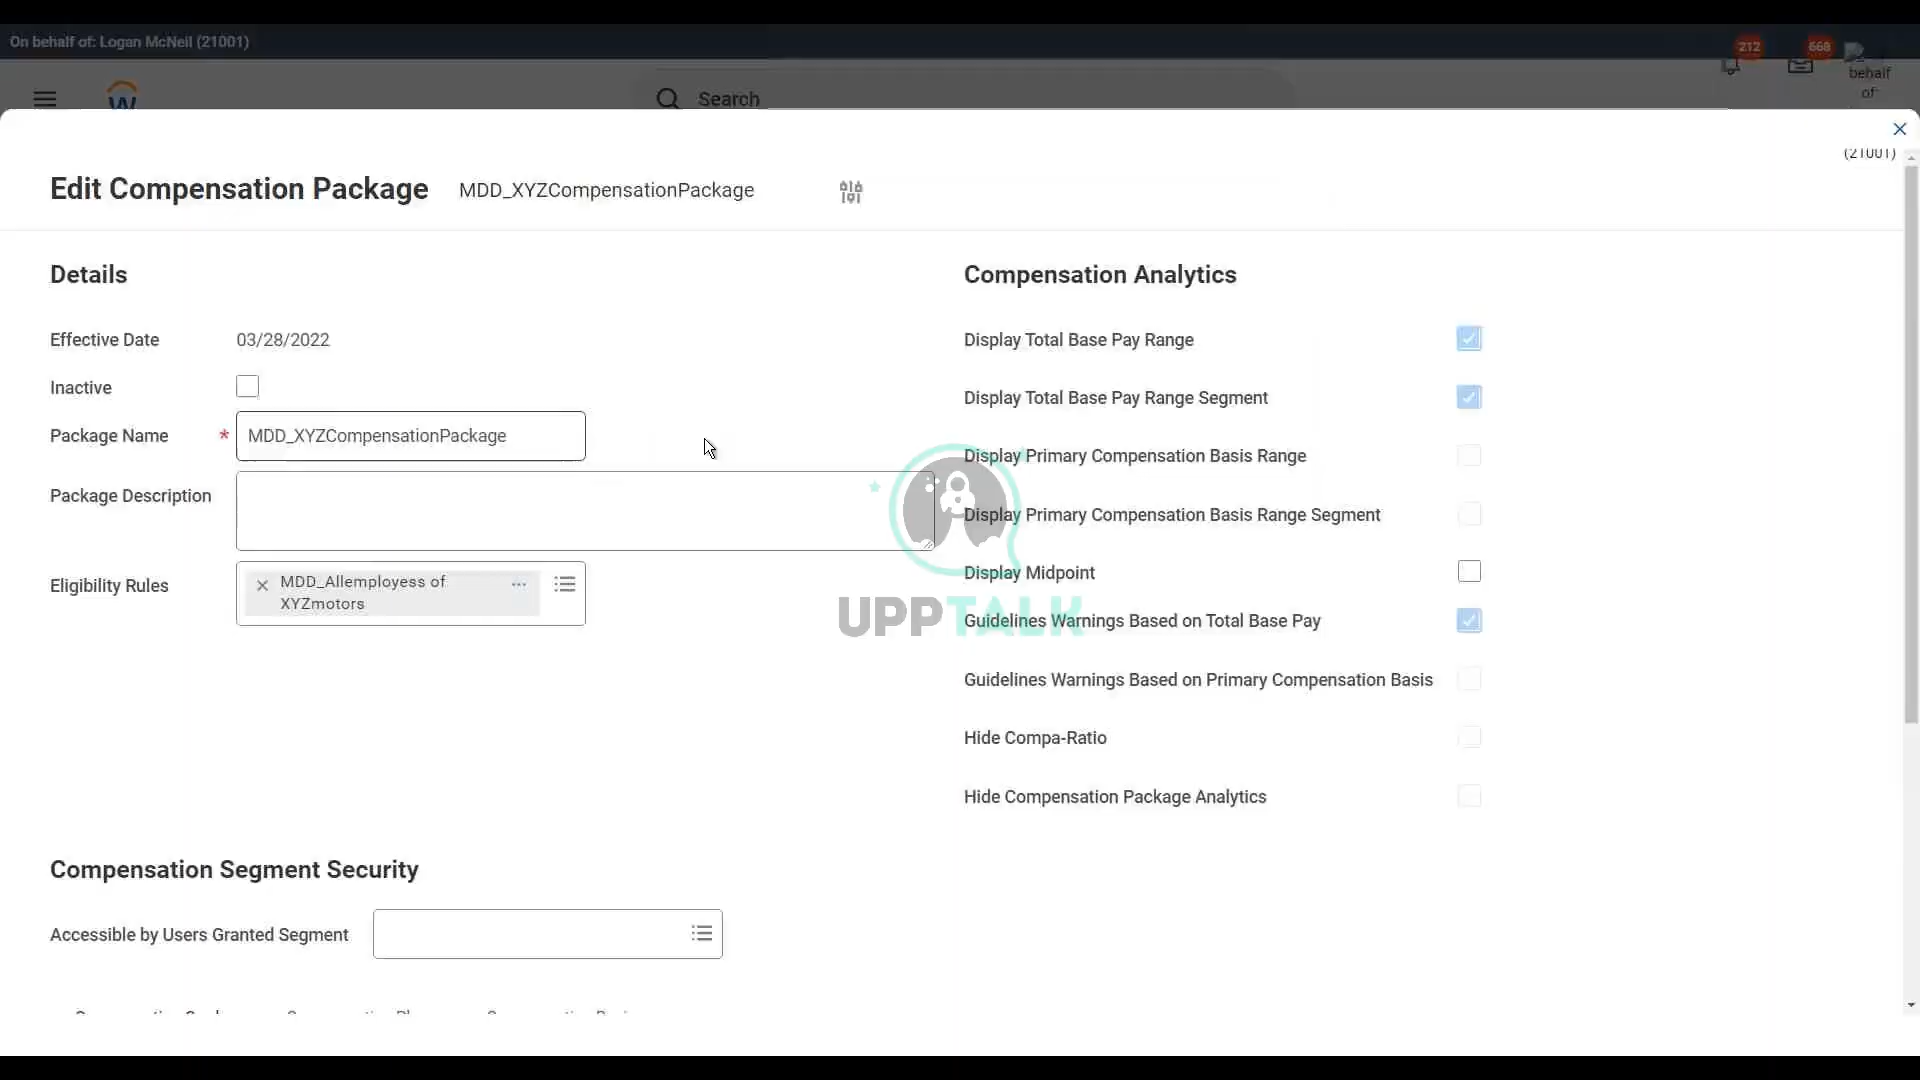 On behalf of: Logan McNeil (21001)
212
668
behalf
of:
Search
(21001)
Edit Compensation Package MDD_XYZCompensationPackage
Details
Effective Date 03/28/2022
Inactive
Package Name * MDD_XYZCompensationPackage
Package Description
Eligibility Rules MDD_Allemployess of
XYZmotors
Compensation Analytics
Display Total Base Pay Range
Display Total Base Pay Range Segment
Display Primary Compensation Basis Range
Display Primary Compensation Basis Range Segment
Display Midpoint
Guidelines Warnings Based on Total Base Pay
Guidelines Warnings Based on Primary Compensation Basis
Hide Compa-Ratio
Hide Compensation Package Analytics
UPPTALK
Compensation Segment Security
Accessible by Users Granted Segment